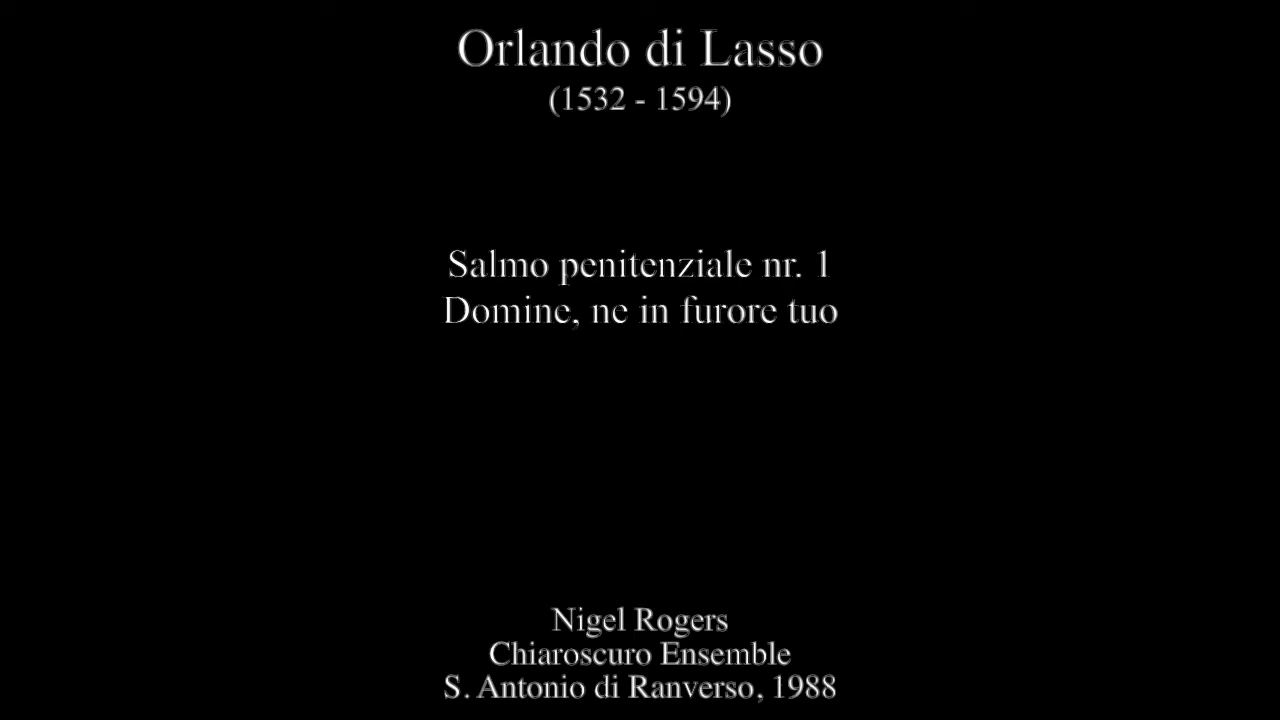 Orlando di Lasso
(1532 - 1594)
Salmo penitenziale nr. 1
Domine, ne in furore tuo
Nigel Rogers
Chiaroscuro Ensemble
S. Antonio di Ranverso, 1988